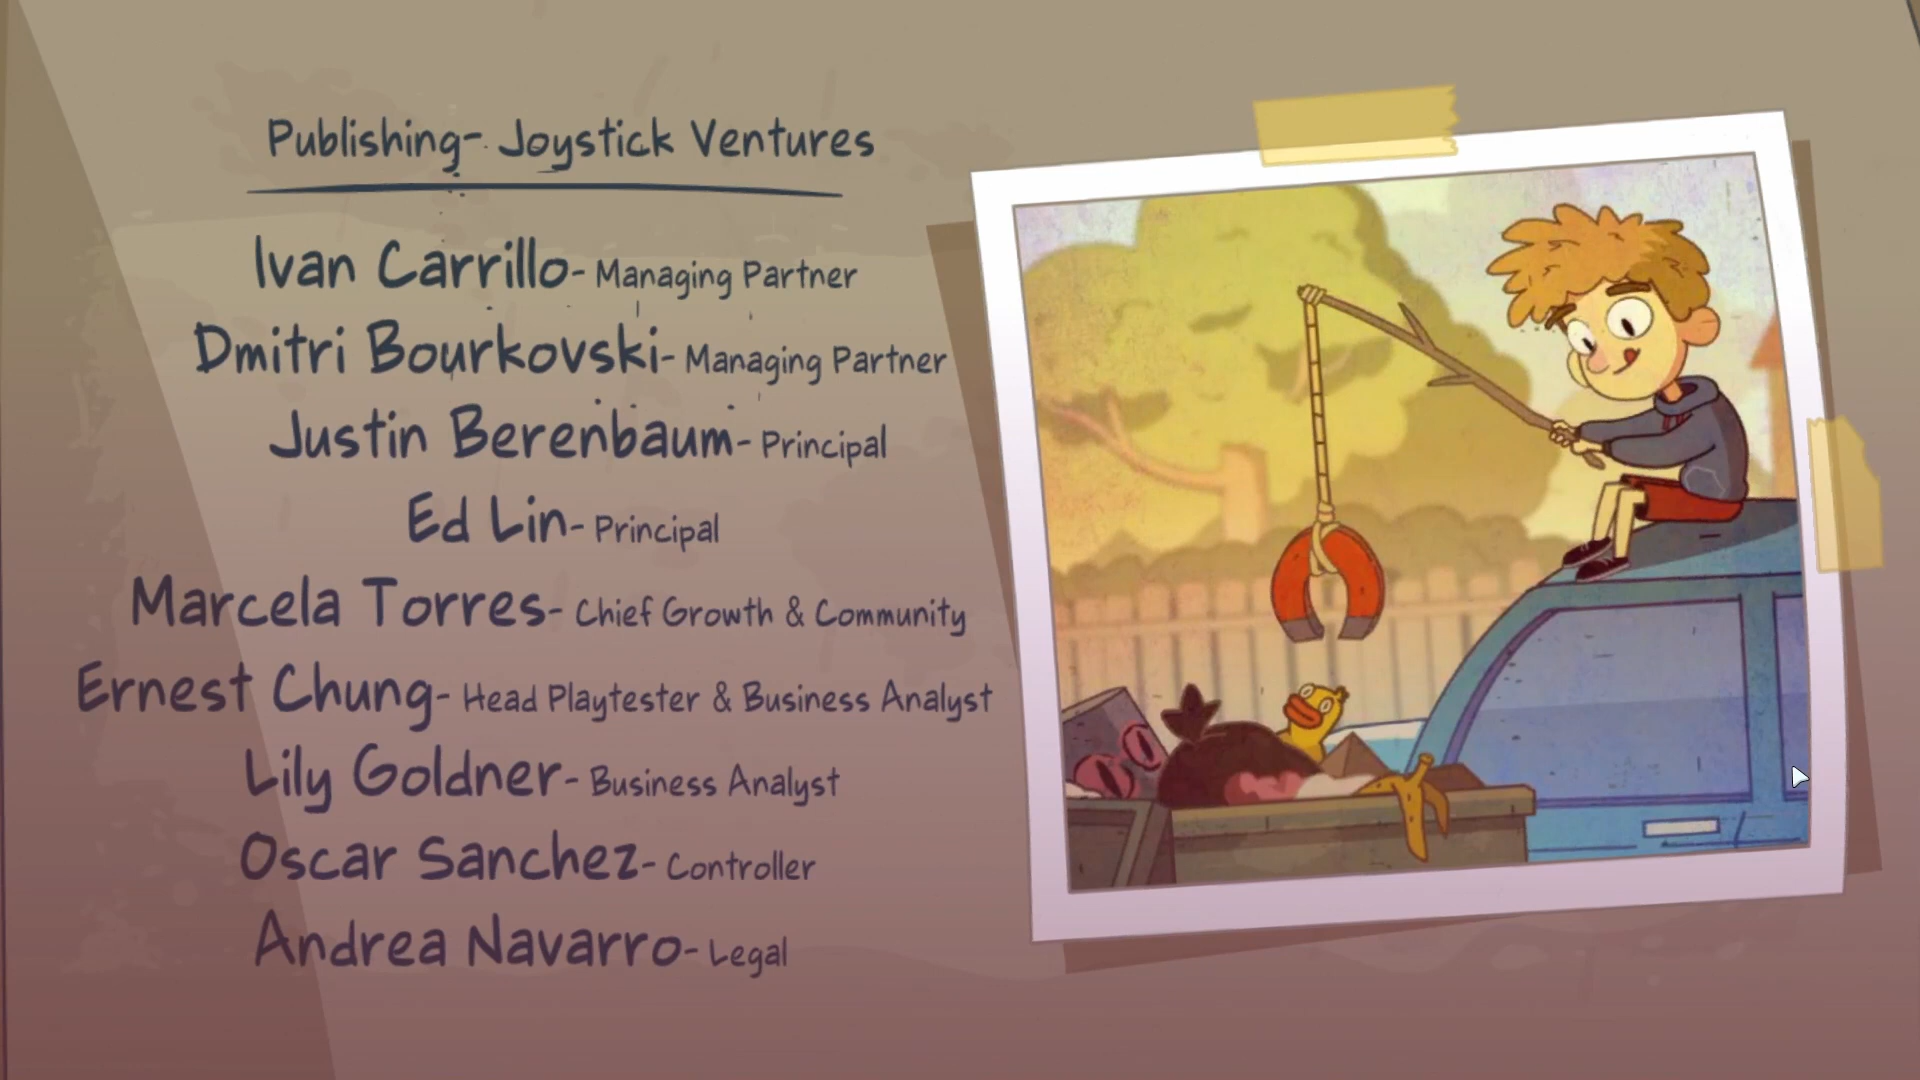 Publishing- Joystick Ventures
Ivan Carrillo- Managing Partner
Dmitri Bourkovski- Managing Partner
Justin Berenbaum- Principal
Ed Lin- Principal
Marcela Torres- Chief Growth & Community
Ernest Chung- Head Playtester & Business Analyst
Lily Goldner- Business Analyst
Oscar Sanchez- Controller
Andrea Navarro- Legal